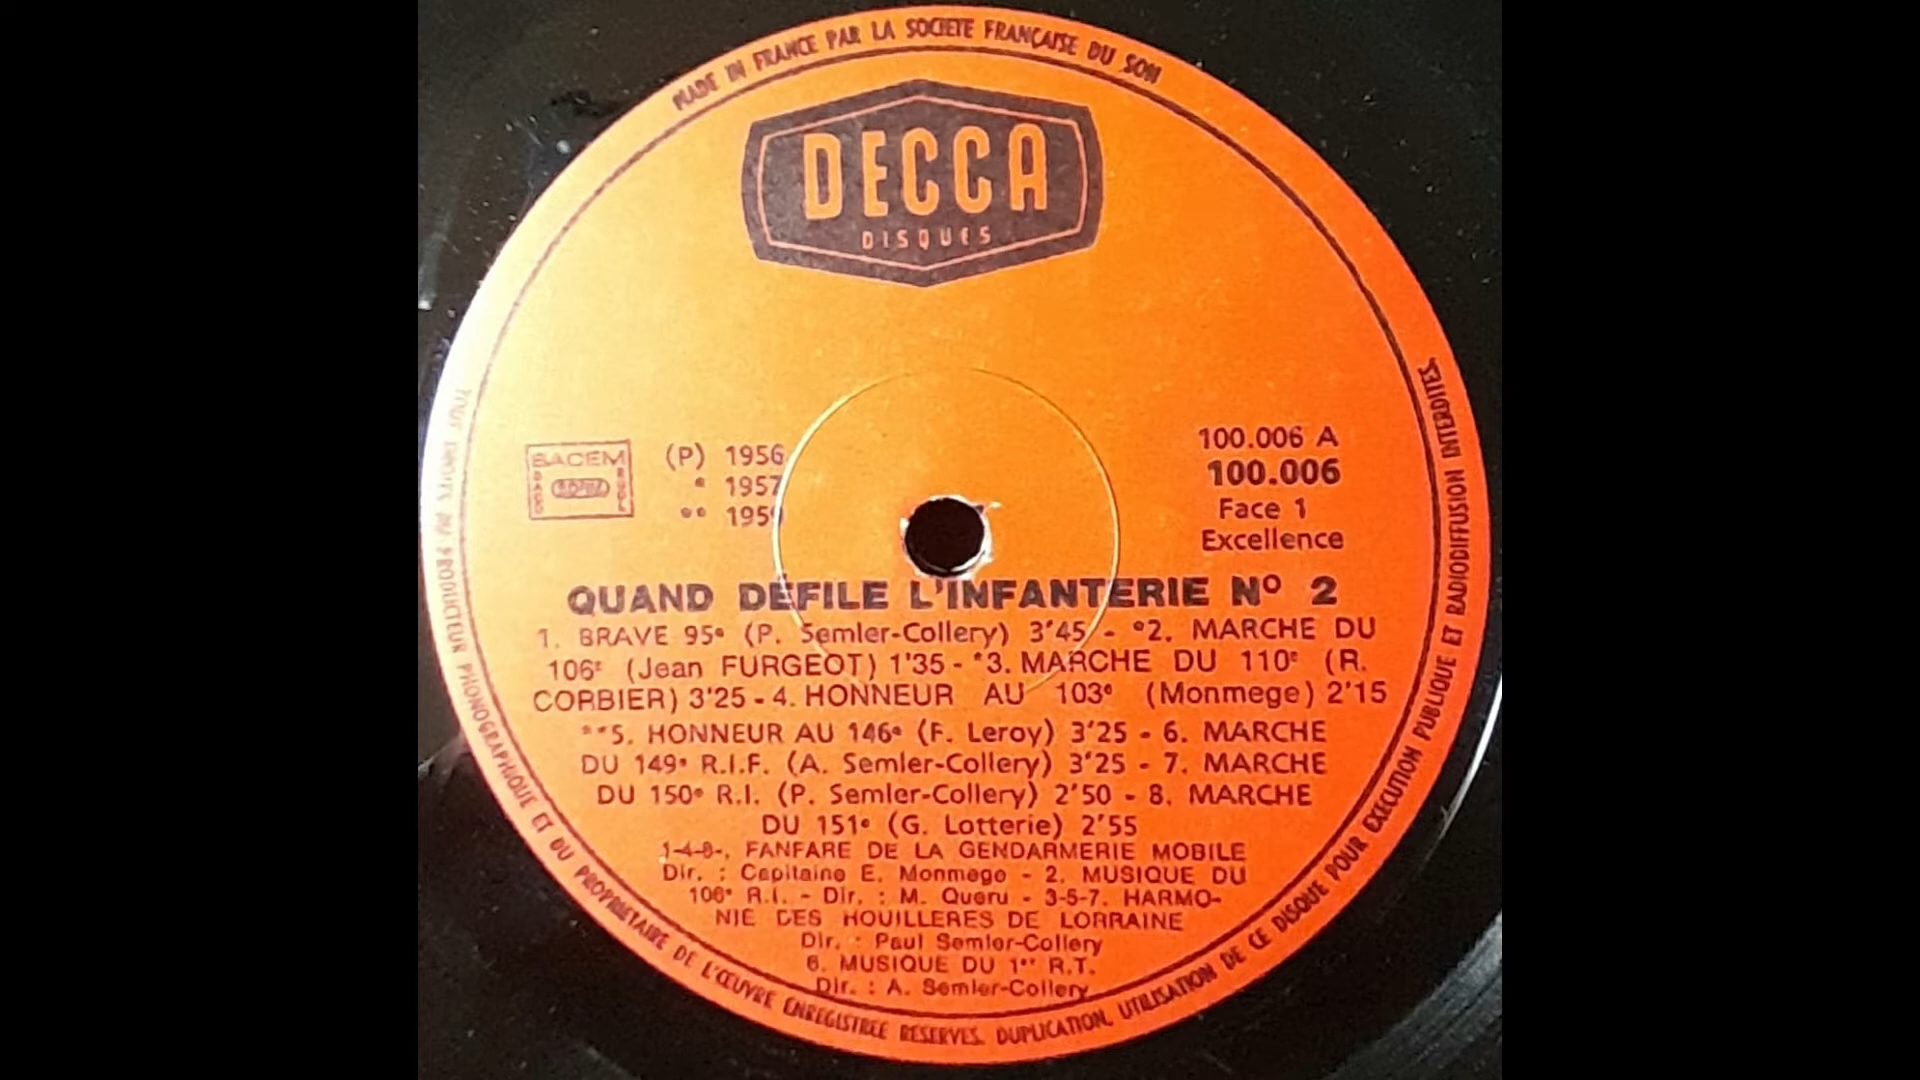 MADE IN FRANCE PAR LA SOCIETE FRANÇAISE DU SON
DECCA
DISQUES
SACEM
(P) 1956
* 1957
** 1959
100.006 A
100.006
Face 1
Excellence
QUAND DÉFILE L'INFANTERIE Nº 2
1. BRAVE 95e (P. Semler-Collery) 3'45 - *2. MARCHE DU
106e (Jean FURGEOT) 1'35 - *3. MARCHE DU 110e (R.
CORBIER) 3'25 - 4. HONNEUR AU 103e (Monmege) 2'15
**5. HONNEUR AU 146e (F. Leroy) 3'25 - 6. MARCHE
DU 149e R.I.F. (A. Semler-Collery) 3'25 - 7. MARCHE
DU 150e R.I. (P. Semler-Collery) 2'50 - 8. MARCHE
DU 151e (G. Lotterie) 2'55
1-4-8-, FANFARE DE LA GENDARMERIE MOBILE
Dir. : Capitaine E. Monmege - 2. MUSIQUE DU
106e R.I. - Dir. : M. Queru - 3-5-7. HARMO-
NIE DES HOUILLERES DE LORRAINE
Dir. : Paul Semler-Collery
6. MUSIQUE DU 1er R.T.
Dir. : A. Semler-Collery
TOUS DROITS DU PRODUCTEUR PHONOGRAPHIQUE ET DU PROPRIETAIRE DE L'ŒUVRE ENREGISTREE RESERVES. DUPLICATION, UTILISATION DE CE DISQUE POUR EXECUTION PUBLIQUE ET RADIODIFFUSION INTERDITES.